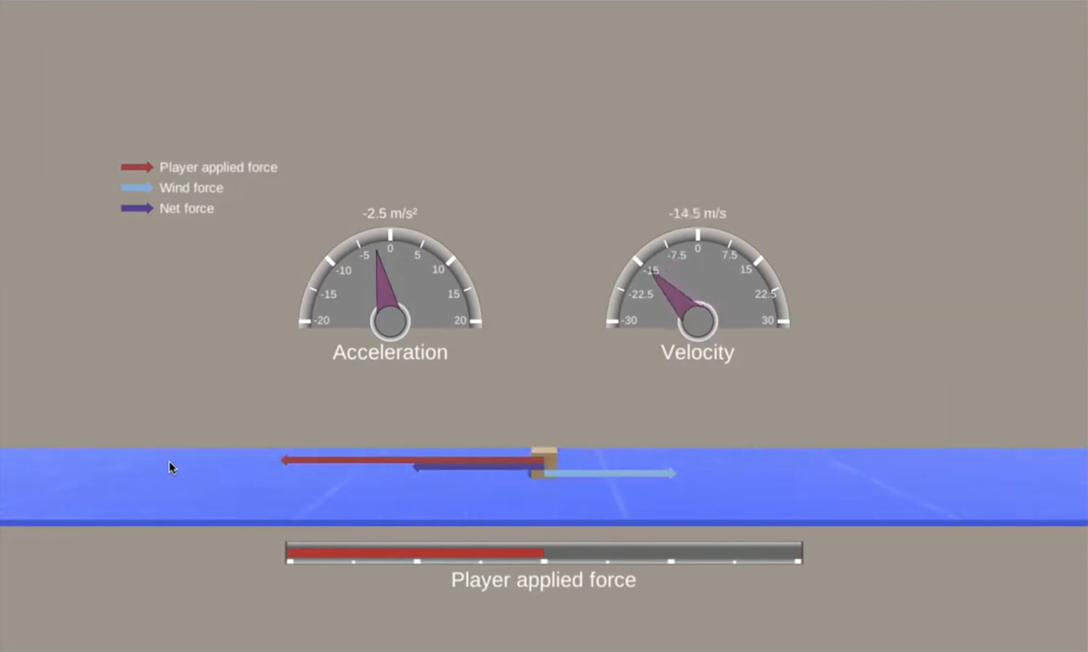 Player applied force
Wind force
Net force
-2.5 m/s²
-20
-15
-10
-5
0
5
10
15
20
Acceleration
-14.5 m/s
-30
-22.5
-15
-7.5
0
7.5
15
22.5
30
Velocity
Player applied force